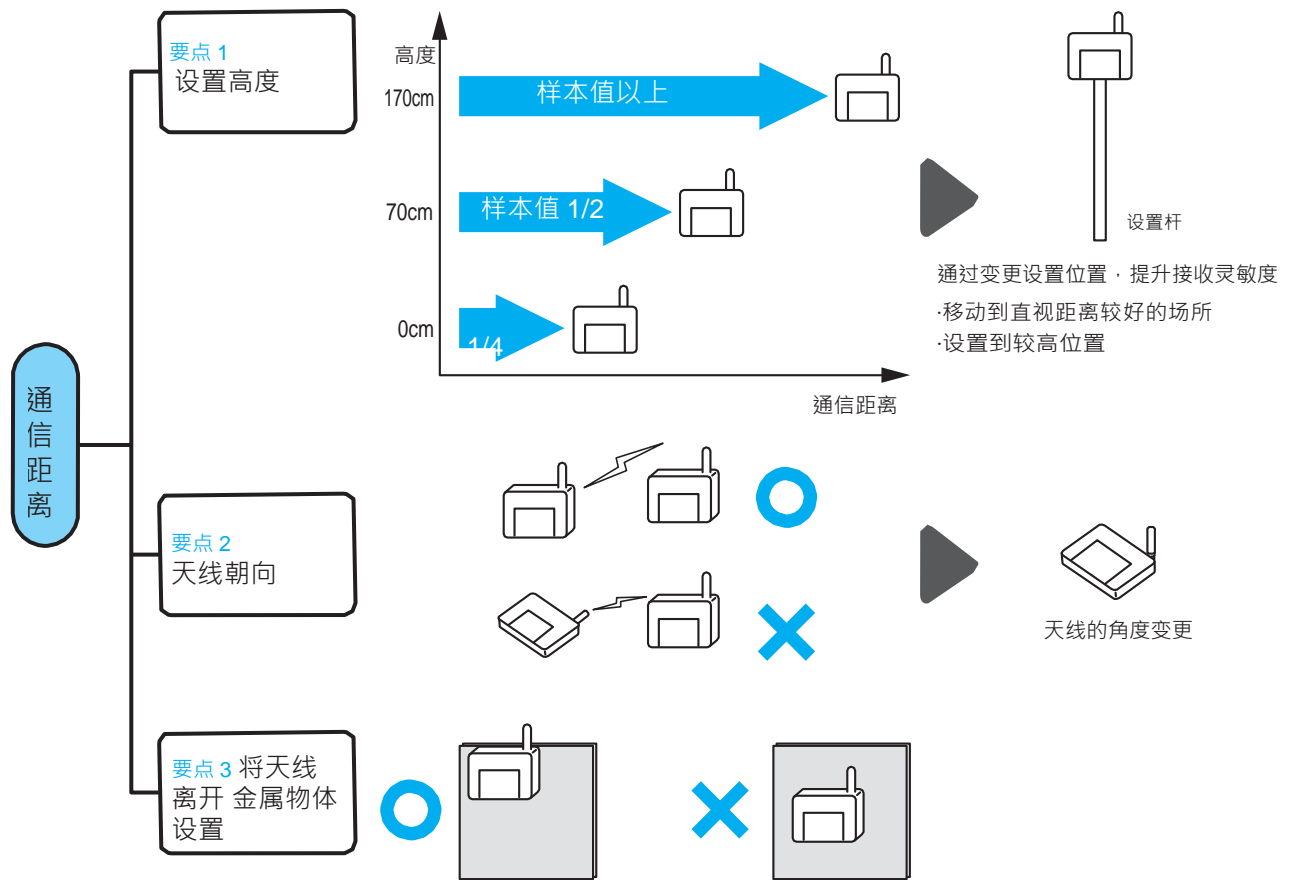 通
信
距
离
要点 1
设置高度
高度
170cm
样本值以上
70cm
样本值 1/2
0cm
1/4
通信距离
设置杆
通过变更设置位置·提升接收灵敏度
·移动到直视距离较好的场所
·设置到较高位置
要点 2
天线朝向
天线的角度变更
要点 3 将天线
离开 金属物体
设置